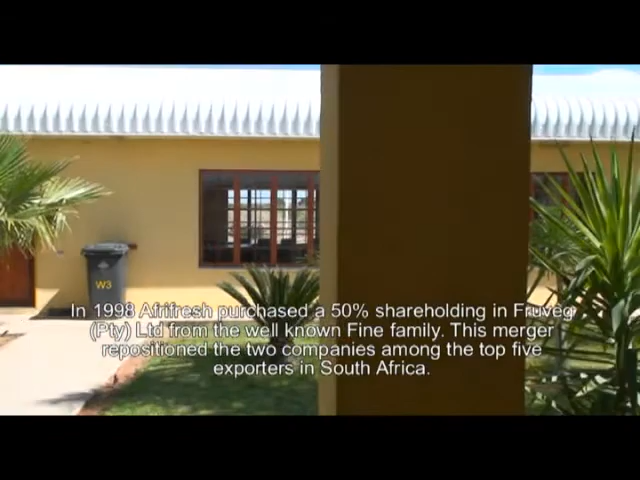 W3
In 1998 Afrifresh purchased a 50% shareholding in Fruveg
(Pty) Ltd from the well known Fine family. This merger
repositioned the two companies among the top five
exporters in South Africa.